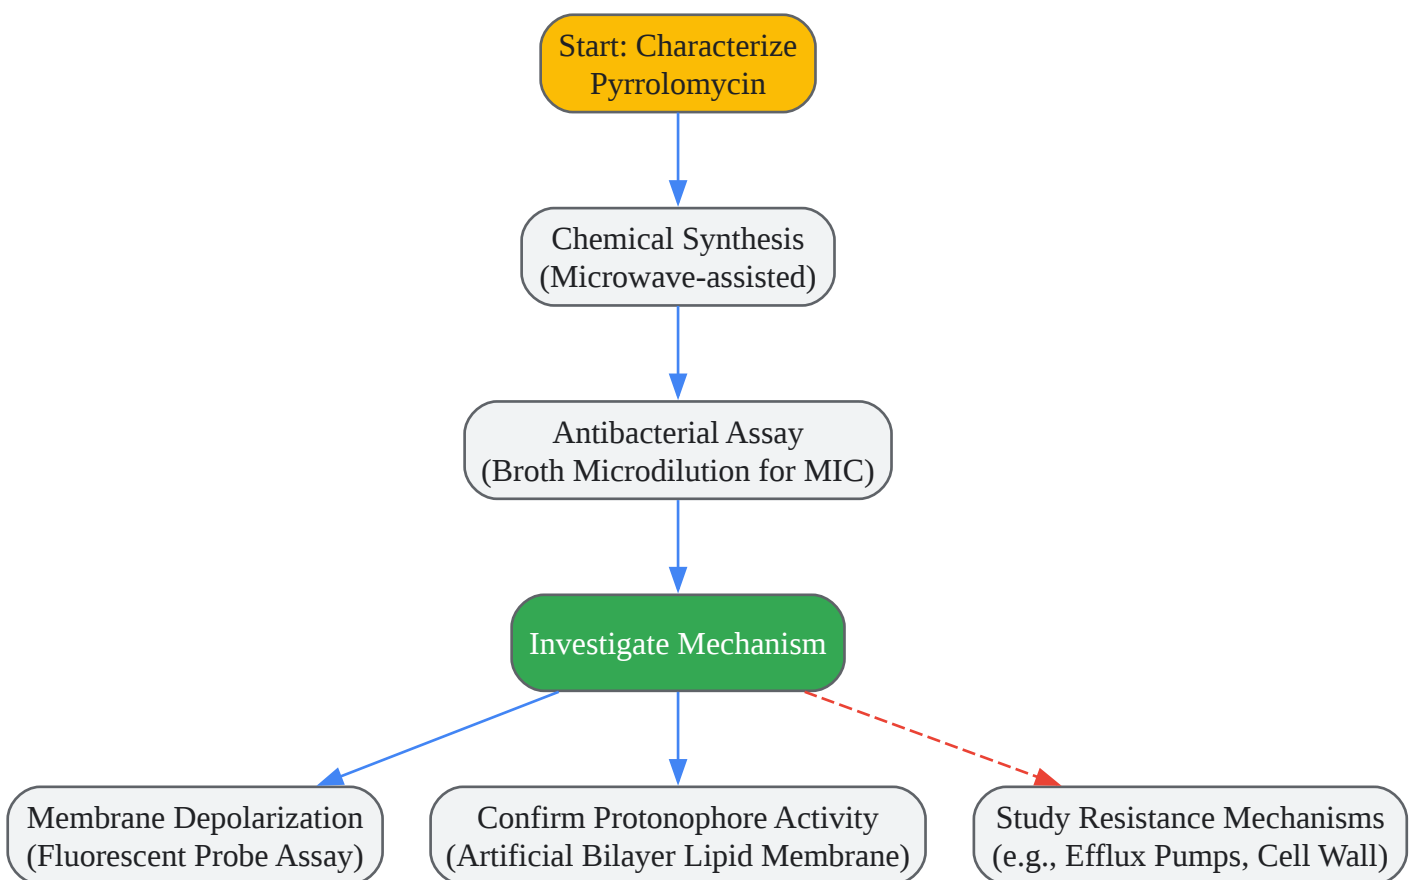 Start: Characterize
Pyrrolomycin
Chemical Synthesis
(Microwave-assisted)
Antibacterial Assay
(Broth Microdilution for MIC)
Investigate Mechanism
Membrane Depolarization
(Fluorescent Probe Assay)
Confirm Protonophore Activity
(Artificial Bilayer Lipid Membrane)
Study Resistance Mechanisms
(e.g., Efflux Pumps, Cell Wall)